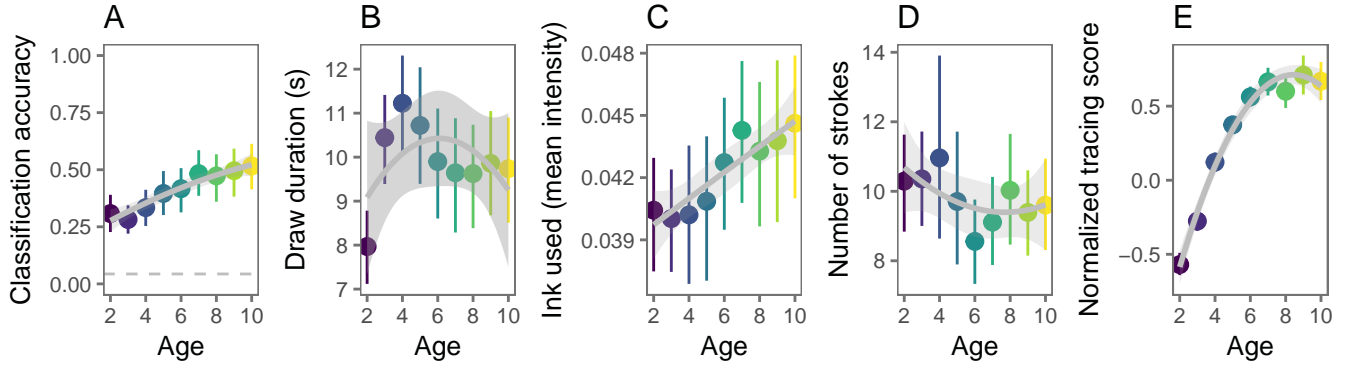 A
Classification accuracy
1.00
0.75
0.50
0.25
0.00
2 4 6 8 10
Age
B
Draw duration (s)
12
11
10
9
8
7
2 4 6 8 10
Age
C
Ink used (mean intensity)
0.048
0.045
0.042
0.039
2 4 6 8 10
Age
D
Number of strokes
14
12
10
8
2 4 6 8 10
Age
E
Normalized tracing score
0.5
0.0
−0.5
2 4 6 8 10
Age